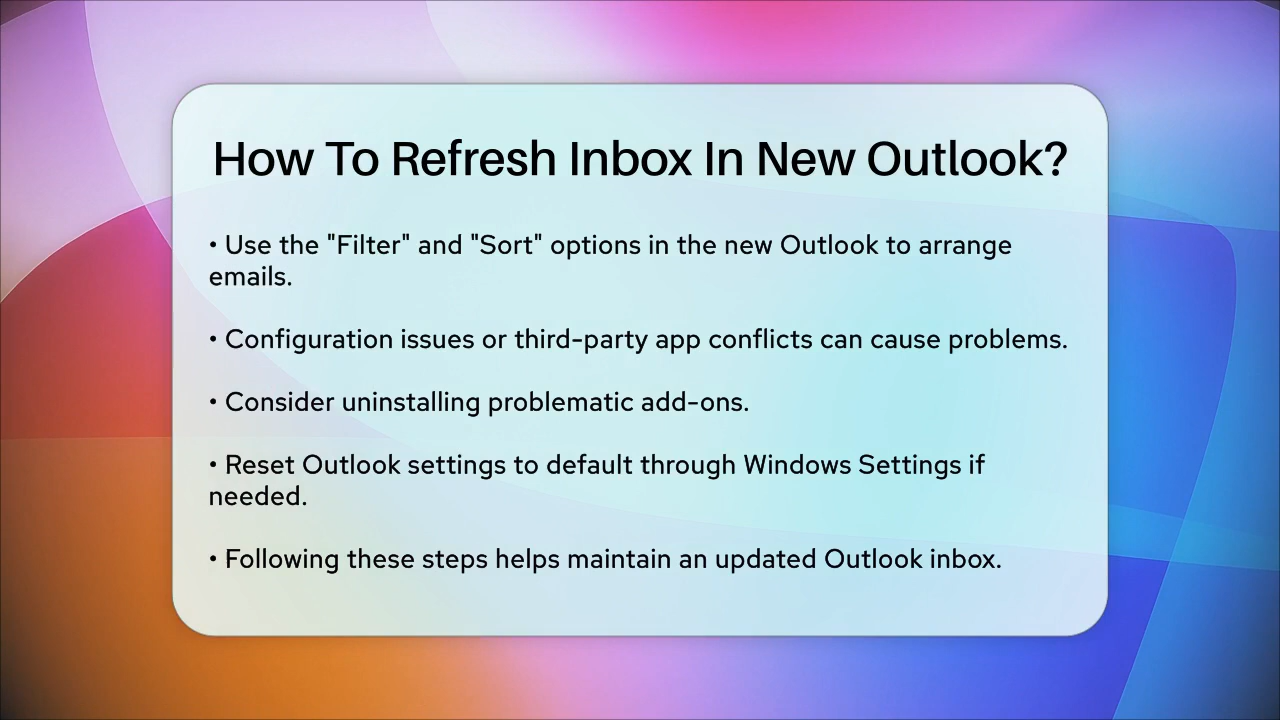 How To Refresh Inbox In New Outlook?
• Use the "Filter" and "Sort" options in the new Outlook to arrange
emails.
• Configuration issues or third-party app conflicts can cause problems.
• Consider uninstalling problematic add-ons.
• Reset Outlook settings to default through Windows Settings if
needed.
• Following these steps helps maintain an updated Outlook inbox.